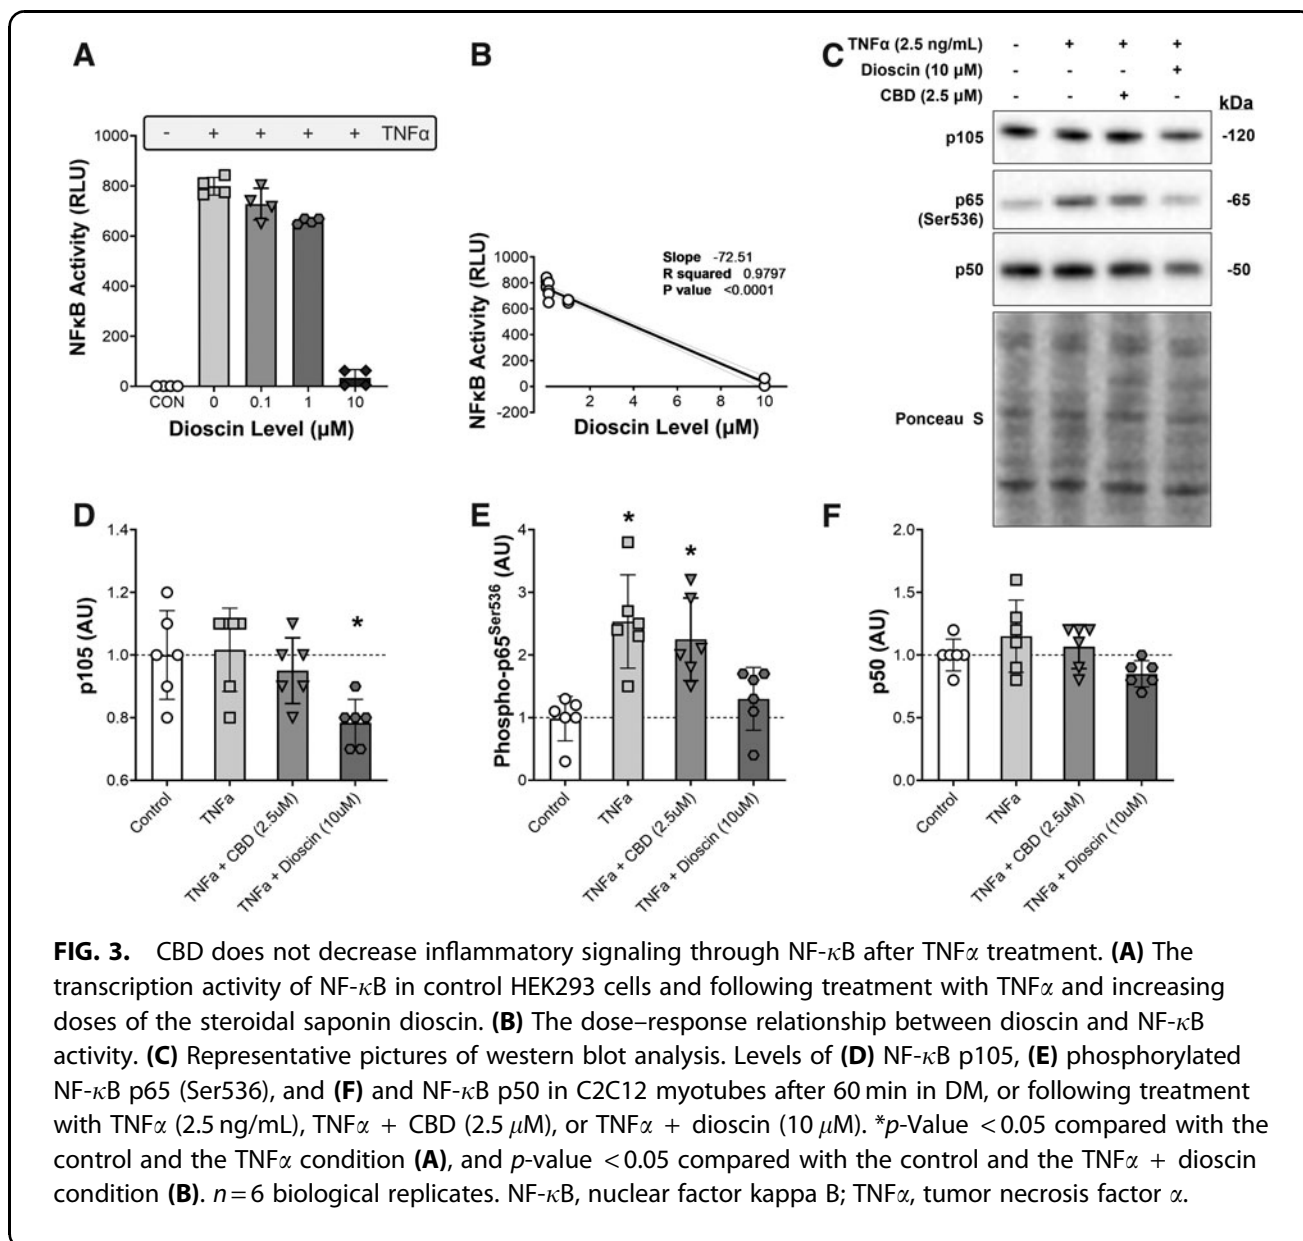 A
- + + + + TNFα
1000
800
600
400
200
0
NFκB Activity (RLU)
CON 0 0.1 1 10
Dioscin Level (μM)
B
1000
800
600
400
200
0
-200
NFκB Activity (RLU)
Slope -72.51
R squared 0.9797
P value <0.0001
2 4 6 8 10
Dioscin Level (μM)
C
TNFα (2.5 ng/mL) - + + +
Dioscin (10 μM) - - - +
CBD (2.5 μM) - - + -
kDa
p105 -120
p65 -65
(Ser536)
p50 -50
Ponceau S
D
1.4
1.2
1.0
0.8
0.6
p105 (AU)
*
Control
TNFa
TNFa + CBD (2.5uM)
TNFa + Dioscin (10uM)
E
4
3
2
1
0
Phospho-p65Ser536 (AU)
*
*
Control
TNFa
TNFa + CBD (2.5uM)
TNFa + Dioscin (10uM)
F
2.0
1.5
1.0
0.5
0.0
p50 (AU)
Control
TNFa
TNFa + CBD (2.5uM)
TNFa + Dioscin (10uM)
FIG. 3. CBD does not decrease inflammatory signaling through NF-κB after TNFα treatment. (A) The
transcription activity of NF-κB in control HEK293 cells and following treatment with TNFα and increasing
doses of the steroidal saponin dioscin. (B) The dose–response relationship between dioscin and NF-κB
activity. (C) Representative pictures of western blot analysis. Levels of (D) NF-κB p105, (E) phosphorylated
NF-κB p65 (Ser536), and (F) and NF-κB p50 in C2C12 myotubes after 60 min in DM, or following treatment
with TNFα (2.5 ng/mL), TNFα + CBD (2.5 μM), or TNFα + dioscin (10 μM). *p-Value <0.05 compared with the
control and the TNFα condition (A), and p-value <0.05 compared with the control and the TNFα + dioscin
condition (B). n = 6 biological replicates. NF-κB, nuclear factor kappa B; TNFα, tumor necrosis factor α.